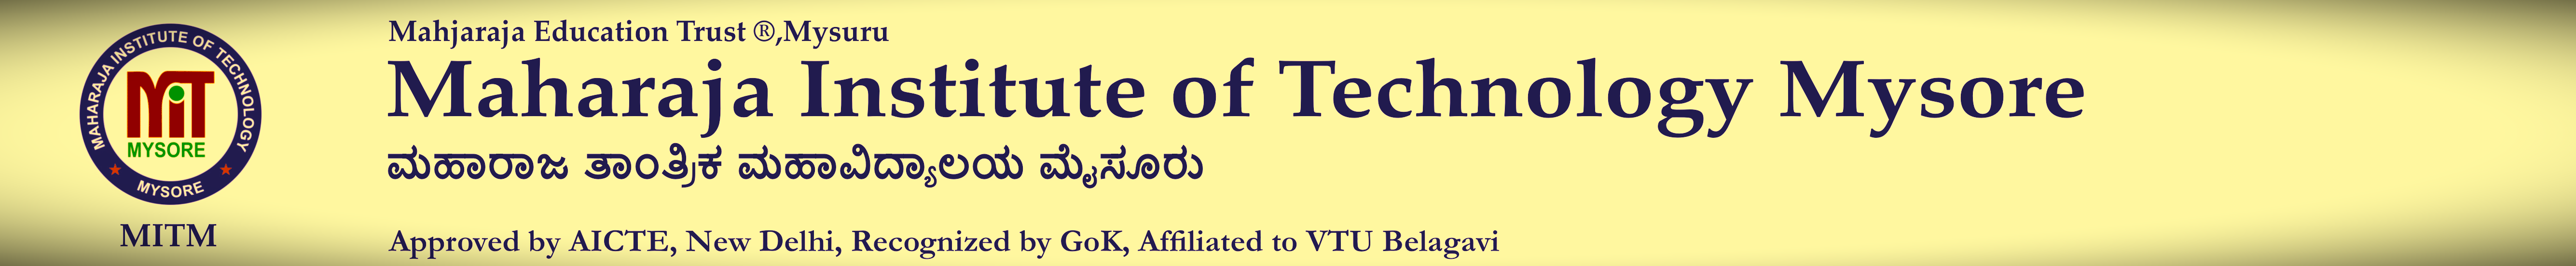 MAHARAJA INSTITUTE OF TECHNOLOGY
MiT
MYSORE
MYSORE
MITM
Mahjaraja Education Trust ®,Mysuru
Maharaja Institute of Technology Mysore
ಮಹಾರಾಜ ತಾಂತ್ರಿಕ ಮಹಾವಿದ್ಯಾಲಯ ಮೈಸೂರು
Approved by AICTE, New Delhi, Recognized by GoK, Affiliated to VTU Belagavi